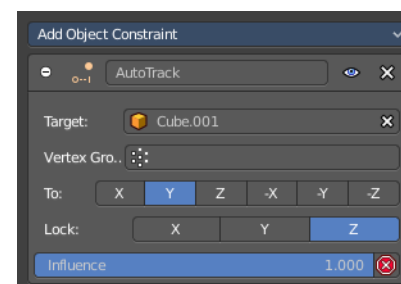 Add Object Constraint
AutoTrack
Target: Cube.001
Vertex Gro..
To: X Y Z -X -Y -Z
Lock: X Y Z
Influence 1.000